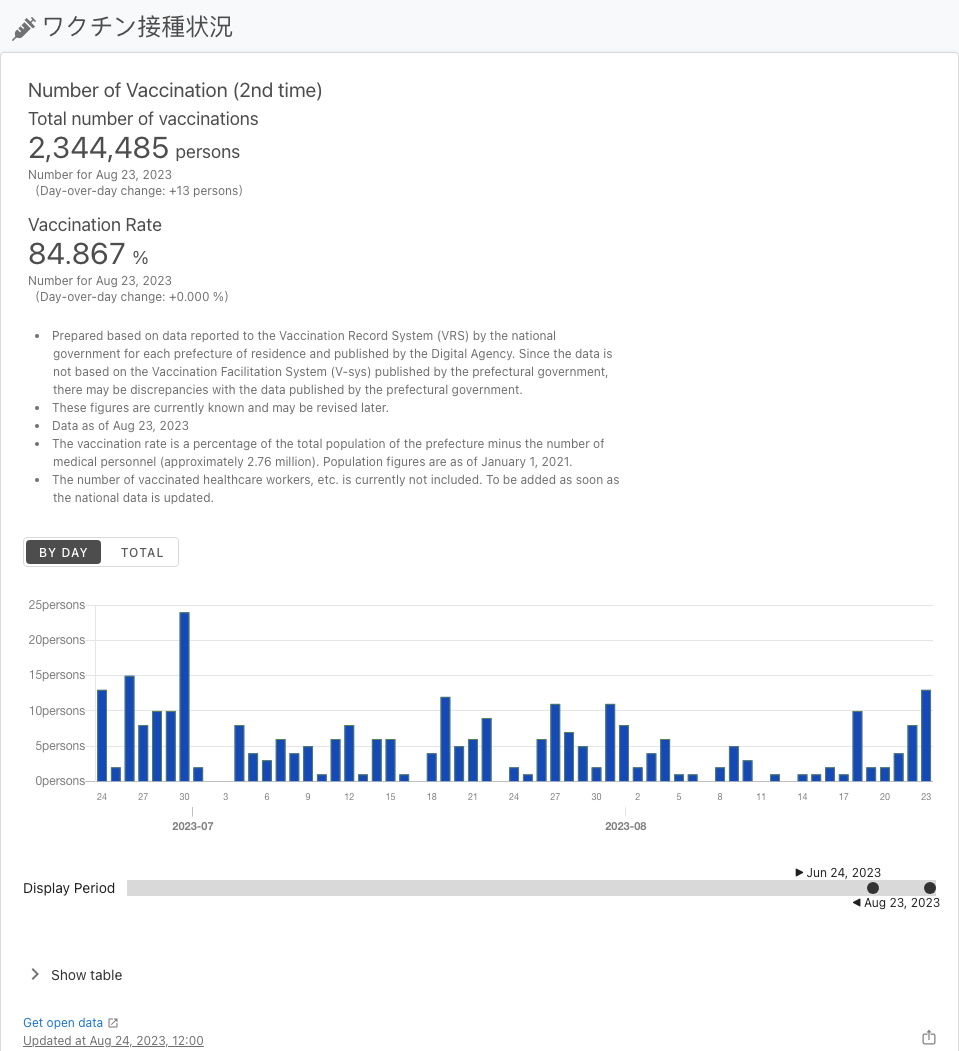 ワクチン接種状況
Number of Vaccination (2nd time)
Total number of vaccinations
2,344,485 persons
Number for Aug 23, 2023
(Day-over-day change: +13 persons)
Vaccination Rate
84.867 %
Number for Aug 23, 2023
(Day-over-day change: +0.000 %)
• Prepared based on data reported to the Vaccination Record System (VRS) by the national
government for each prefecture of residence and published by the Digital Agency. Since the data is
not based on the Vaccination Facilitation System (V-sys) published by the prefectural government,
there may be discrepancies with the data published by the prefectural government.
• These figures are currently known and may be revised later.
• Data as of Aug 23, 2023
• The vaccination rate is a percentage of the total population of the prefecture minus the number of
medical personnel (approximately 2.76 million). Population figures are as of January 1, 2021.
• The number of vaccinated healthcare workers, etc. is currently not included. To be added as soon as
the national data is updated.
BY DAY TOTAL
25persons
20persons
15persons
10persons
5persons
0persons
24 27 30 3 6 9 12 15 18 21 24 27 30 2 5 8 11 14 17 20 23
2023-07 2023-08
Jun 24, 2023
Display Period
Aug 23, 2023
Show table
Get open data
Updated at Aug 24, 2023, 12:00